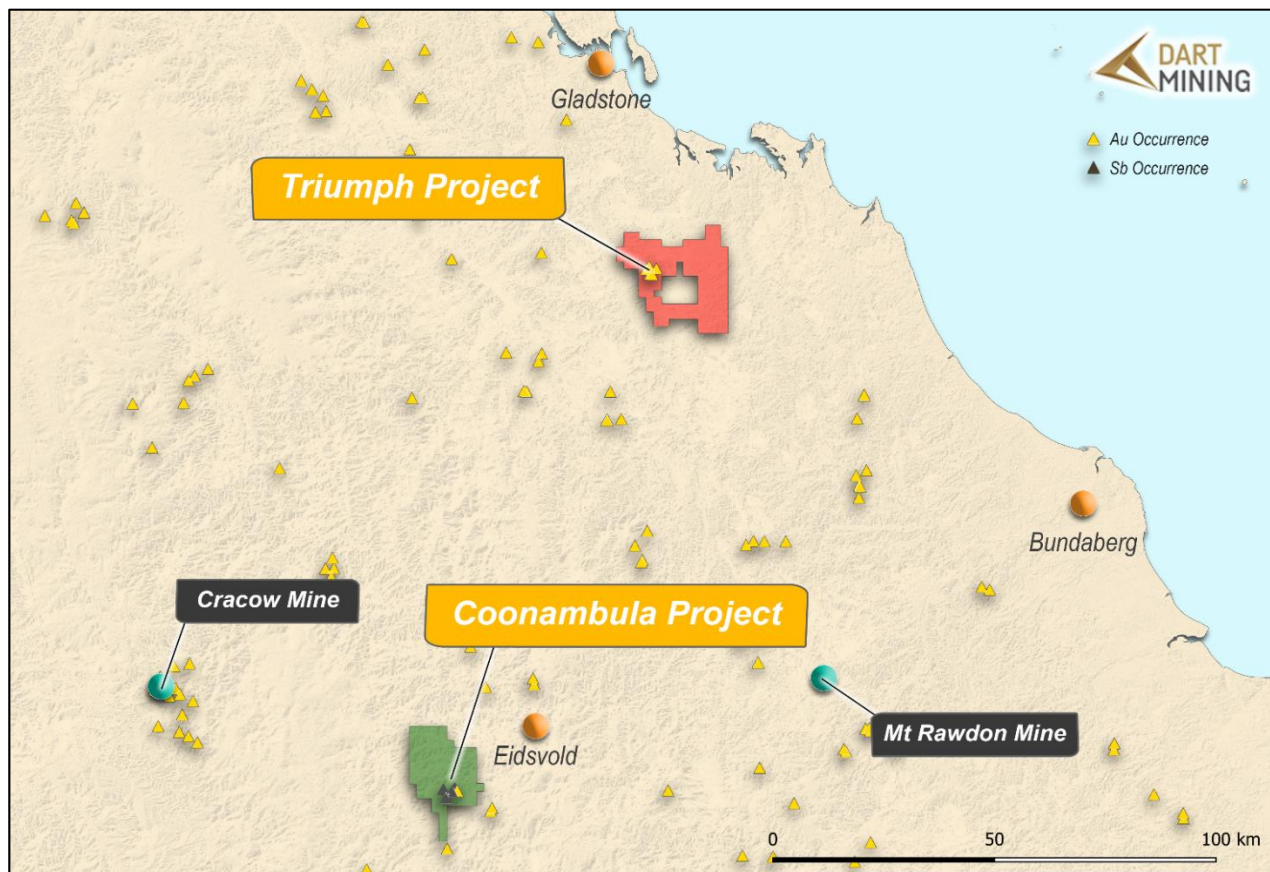 DART
MINING
Gladstone
Au Occurrence
Sb Occurrence
Triumph Project
Bundaberg
Cracow Mine
Coonambula Project
Eidsvold
Mt Rawdon Mine
0 50 100 km